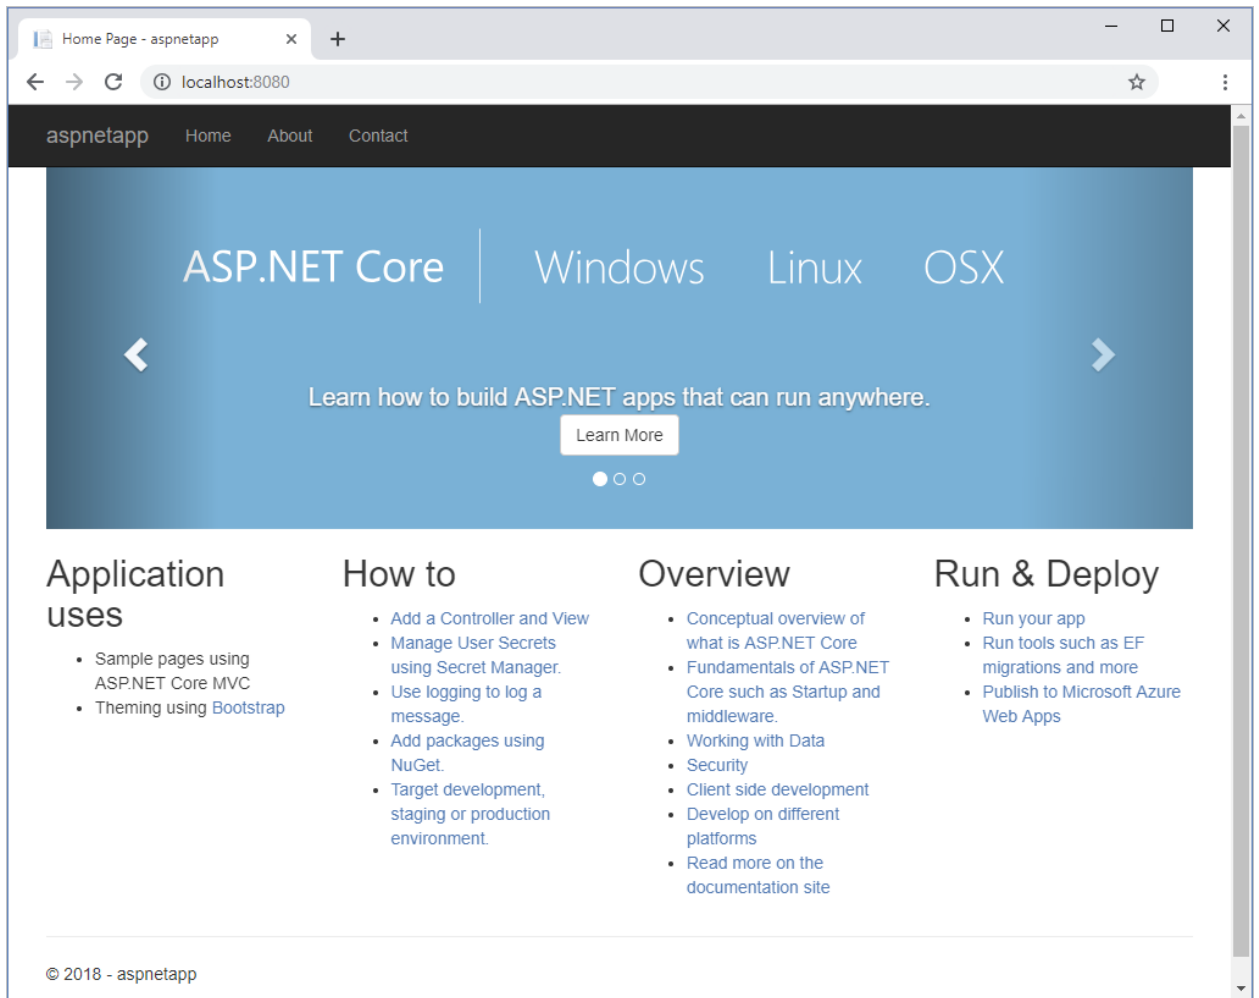 Home Page - aspnetapp
localhost:8080
aspnetapp Home About Contact
ASP.NET Core Windows Linux OSX
Learn how to build ASP.NET apps that can run anywhere.
Learn More
Application
uses
Sample pages using
ASP.NET Core MVC
Theming using Bootstrap
How to
Add a Controller and View
Manage User Secrets
using Secret Manager.
Use logging to log a
message.
Add packages using
NuGet.
Target development,
staging or production
environment.
Overview
Conceptual overview of
what is ASP.NET Core
Fundamentals of ASP.NET
Core such as Startup and
middleware.
Working with Data
Security
Client side development
Develop on different
platforms
Read more on the
documentation site
Run & Deploy
Run your app
Run tools such as EF
migrations and more
Publish to Microsoft Azure
Web Apps
© 2018 - aspnetapp